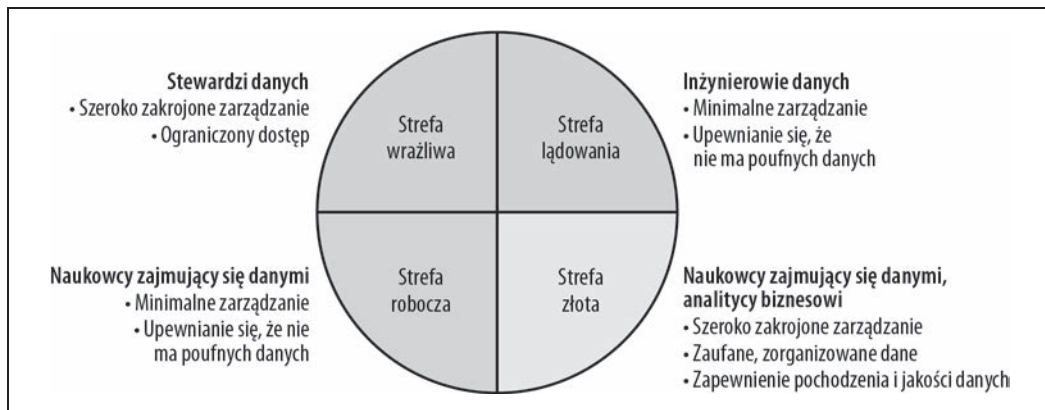 Stewardzi danych
• Szeroko zakrojone zarządzanie
• Ograniczony dostęp
Strefa
wrażliwa
Strefa
lądowania
Inżynierowie danych
• Minimalne zarządzanie
• Upewnianie się, że
nie ma poufnych danych
Naukowcy zajmujący się danymi
• Minimalne zarządzanie
• Upewnianie się, że nie
ma poufnych danych
Strefa
robocza
Strefa
złota
Naukowcy zajmujący się danymi,
analitycy biznesowi
• Szeroko zakrojone zarządzanie
• Zaufane, zorganizowane dane
• Zapewnienie pochodzenia i jakości danych